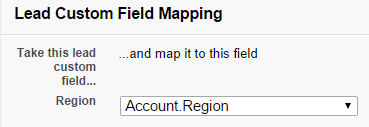 Lead Custom Field Mapping
Take this lead ...and map it to this field
custom
field...
Region Account.Region